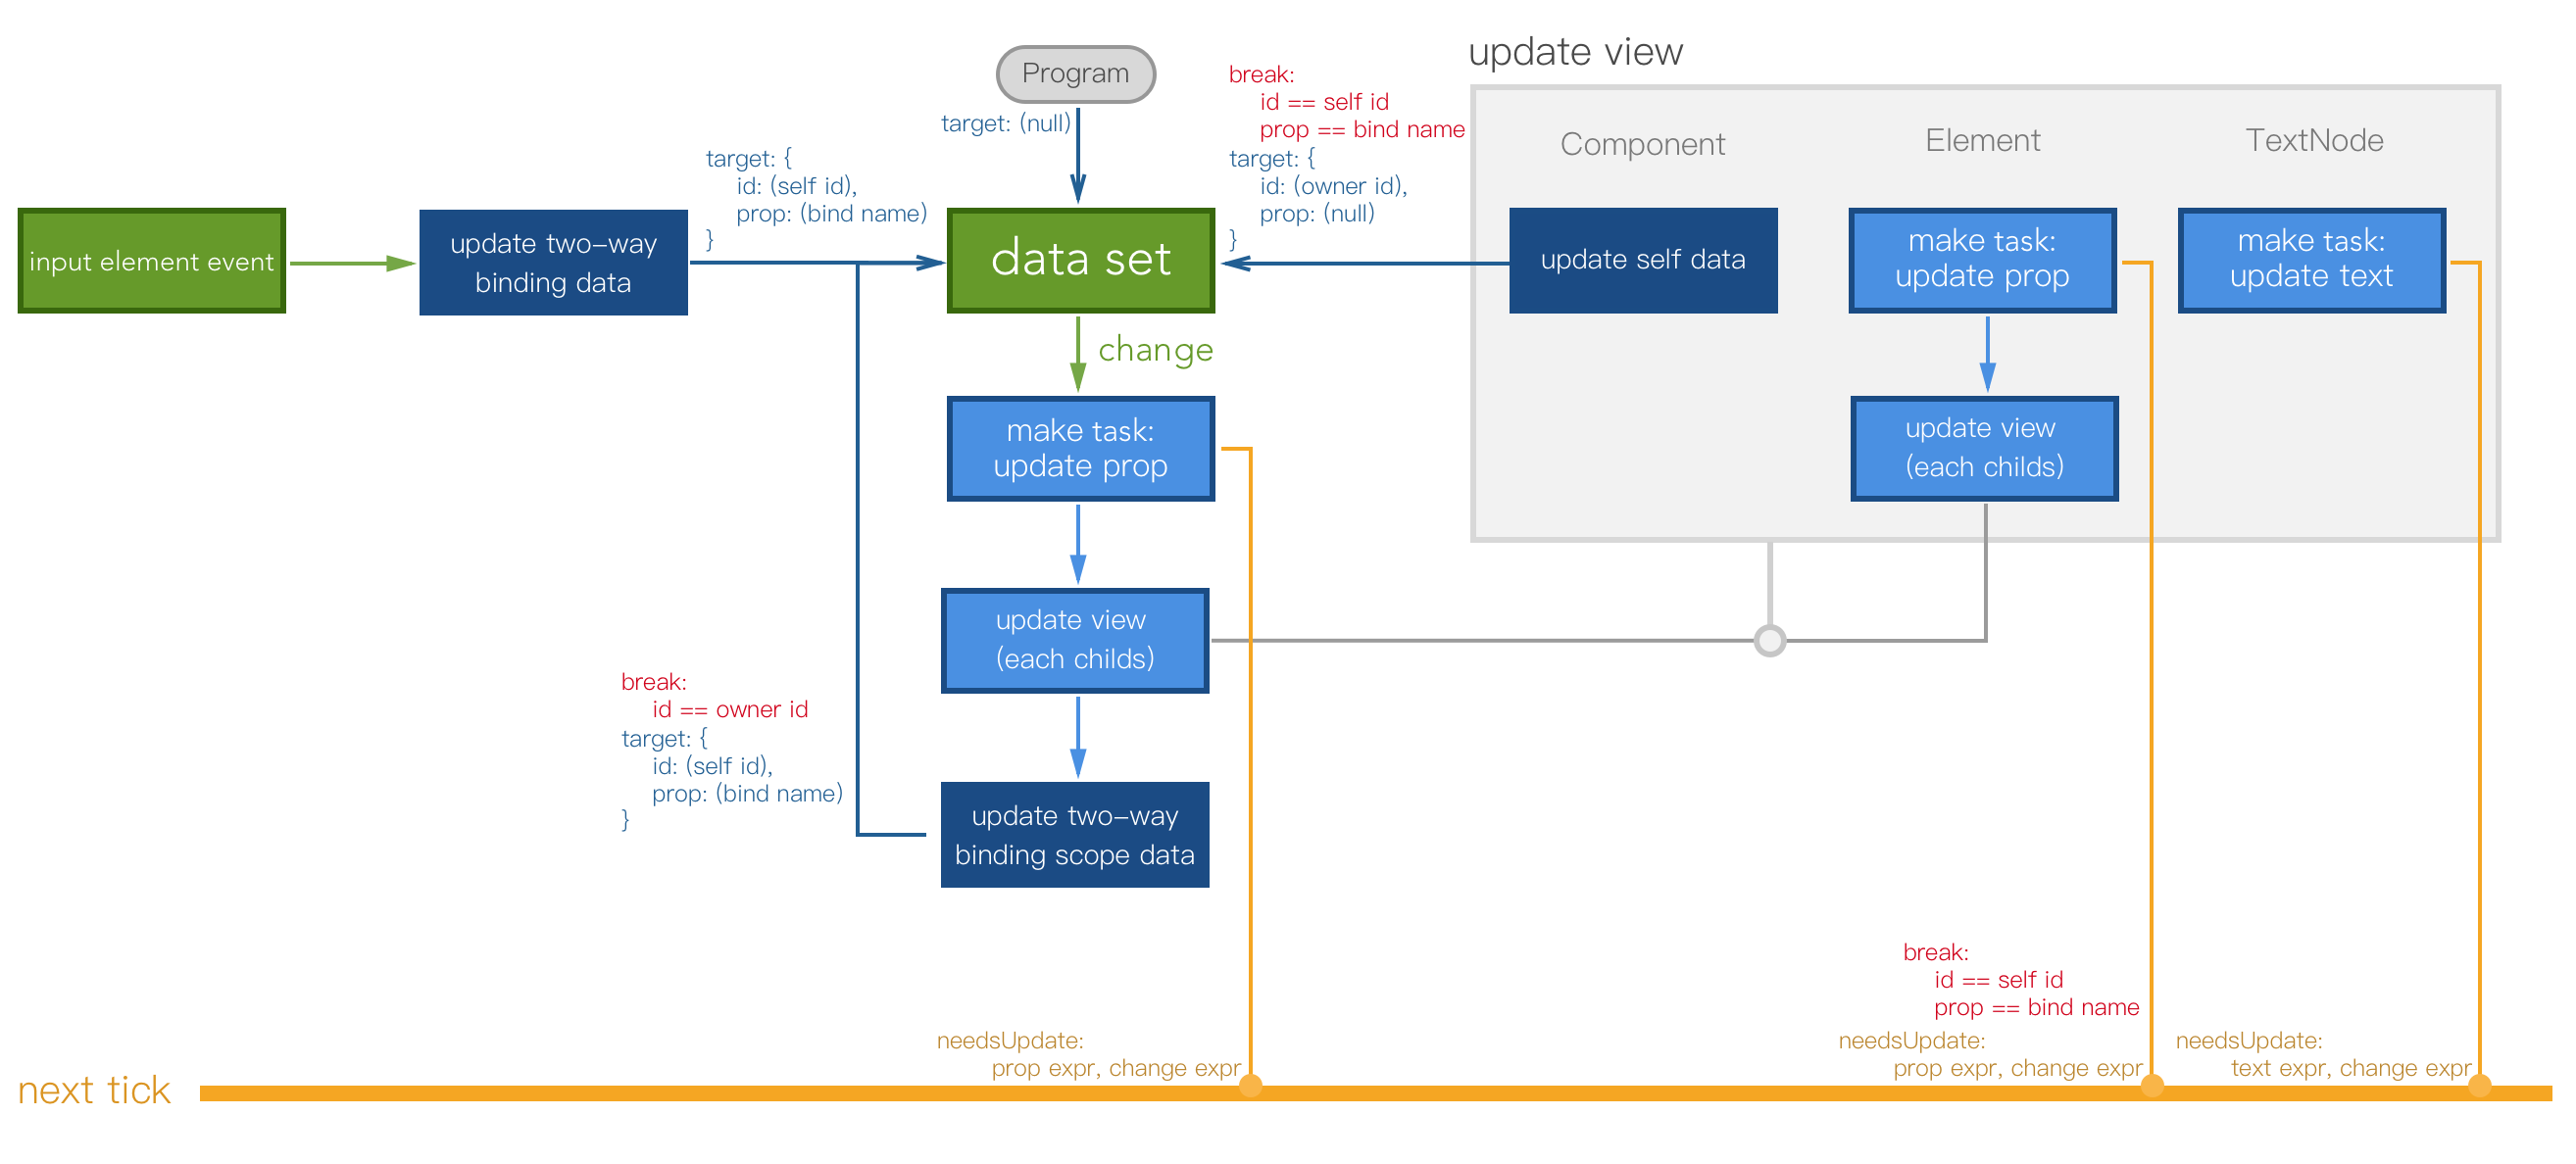 update view
Program
break:
id == self id
prop == bind name
target: (null)
target: {
id: (self id),
prop: (bind name)
}
target: {
id: (owner id),
prop: (null)
}
Component
Element
TextNode
input element event
update two-way
binding data
data set
update self data
make task:
update prop
make task:
update text
change
make task:
update prop
update view
(each childs)
update view
(each childs)
break:
id == owner id
target: {
id: (self id),
prop: (bind name)
}
update two-way
binding scope data
break:
id == self id
prop == bind name
needsUpdate:
prop expr, change expr
needsUpdate:
prop expr, change expr
needsUpdate:
text expr, change expr
next tick